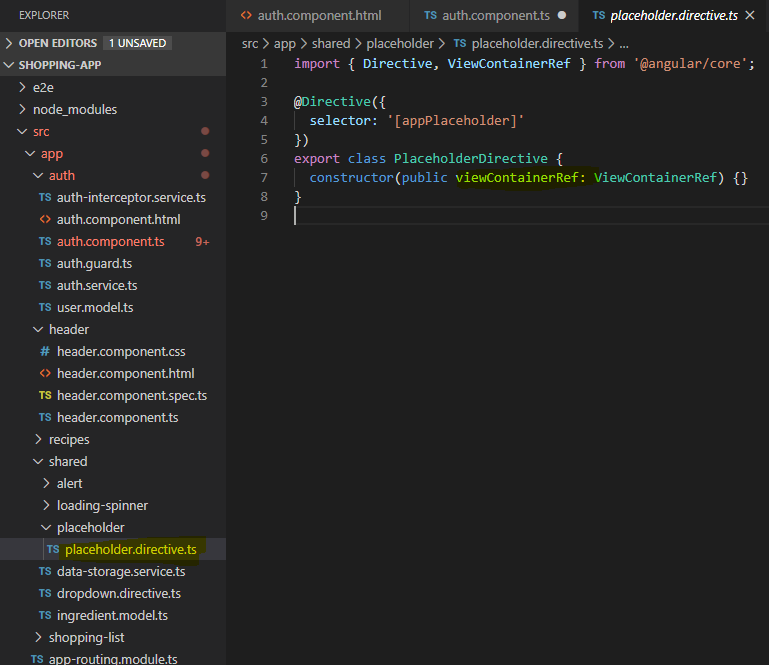 EXPLORER
OPEN EDITORS 1 UNSAVED
SHOPPING-APP
e2e
node_modules
src
app
auth
TS auth-interceptor.service.ts
<> auth.component.html
TS auth.component.ts 9+
TS auth.guard.ts
TS auth.service.ts
TS user.model.ts
header
# header.component.css
<> header.component.html
TS header.component.spec.ts
TS header.component.ts
recipes
shared
alert
loading-spinner
placeholder
TS placeholder.directive.ts
TS data-storage.service.ts
TS dropdown.directive.ts
TS ingredient.model.ts
shopping-list
TS app-routing.module.ts
<> auth.component.html TS auth.component.ts ● TS placeholder.directive.ts ×
src > app > shared > placeholder > TS placeholder.directive.ts > ...
1 import { Directive, ViewContainerRef } from '@angular/core';
2
3 @Directive({
4   selector: '[appPlaceholder]'
5 })
6 export class PlaceholderDirective {
7   constructor(public viewContainerRef: ViewContainerRef) {}
8 }
9